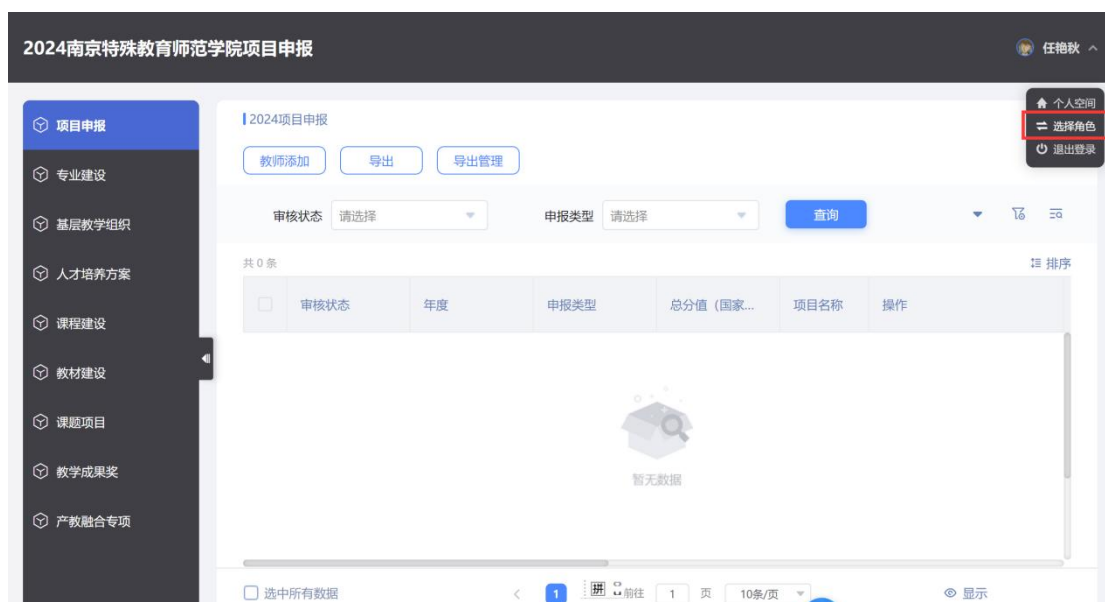 2024南京特殊教育师范学院项目申报
任艳秋
个人空间
选择角色
退出登录
项目申报
专业建设
基层教学组织
人才培养方案
课程建设
教材建设
课题项目
教学成果奖
产教融合专项
2024项目申报
教师添加 导出 导出管理
审核状态 请选择 申报类型 请选择 查询
共 0 条 排序
审核状态 年度 申报类型 总分值（国家... 项目名称 操作
暂无数据
选中所有数据 < 1 拼 前往 1 页 10条/页 显示